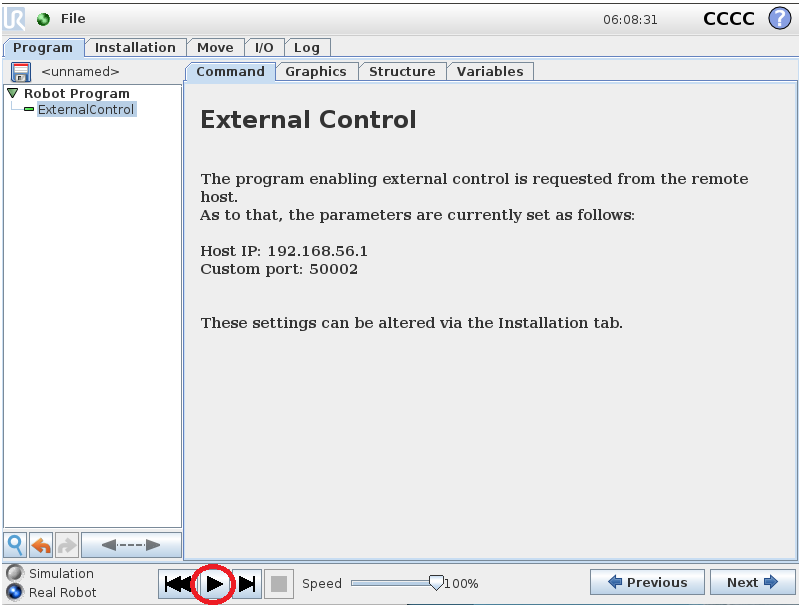 UR File 06:08:31 CCCC ?
Program Installation Move I/O Log
<unnamed> Command Graphics Structure Variables
Robot Program
ExternalControl
External Control
The program enabling external control is requested from the remote
host.
As to that, the parameters are currently set as follows:
Host IP: 192.168.56.1
Custom port: 50002
These settings can be altered via the Installation tab.
Simulation
Real Robot
Speed 100%
Previous Next